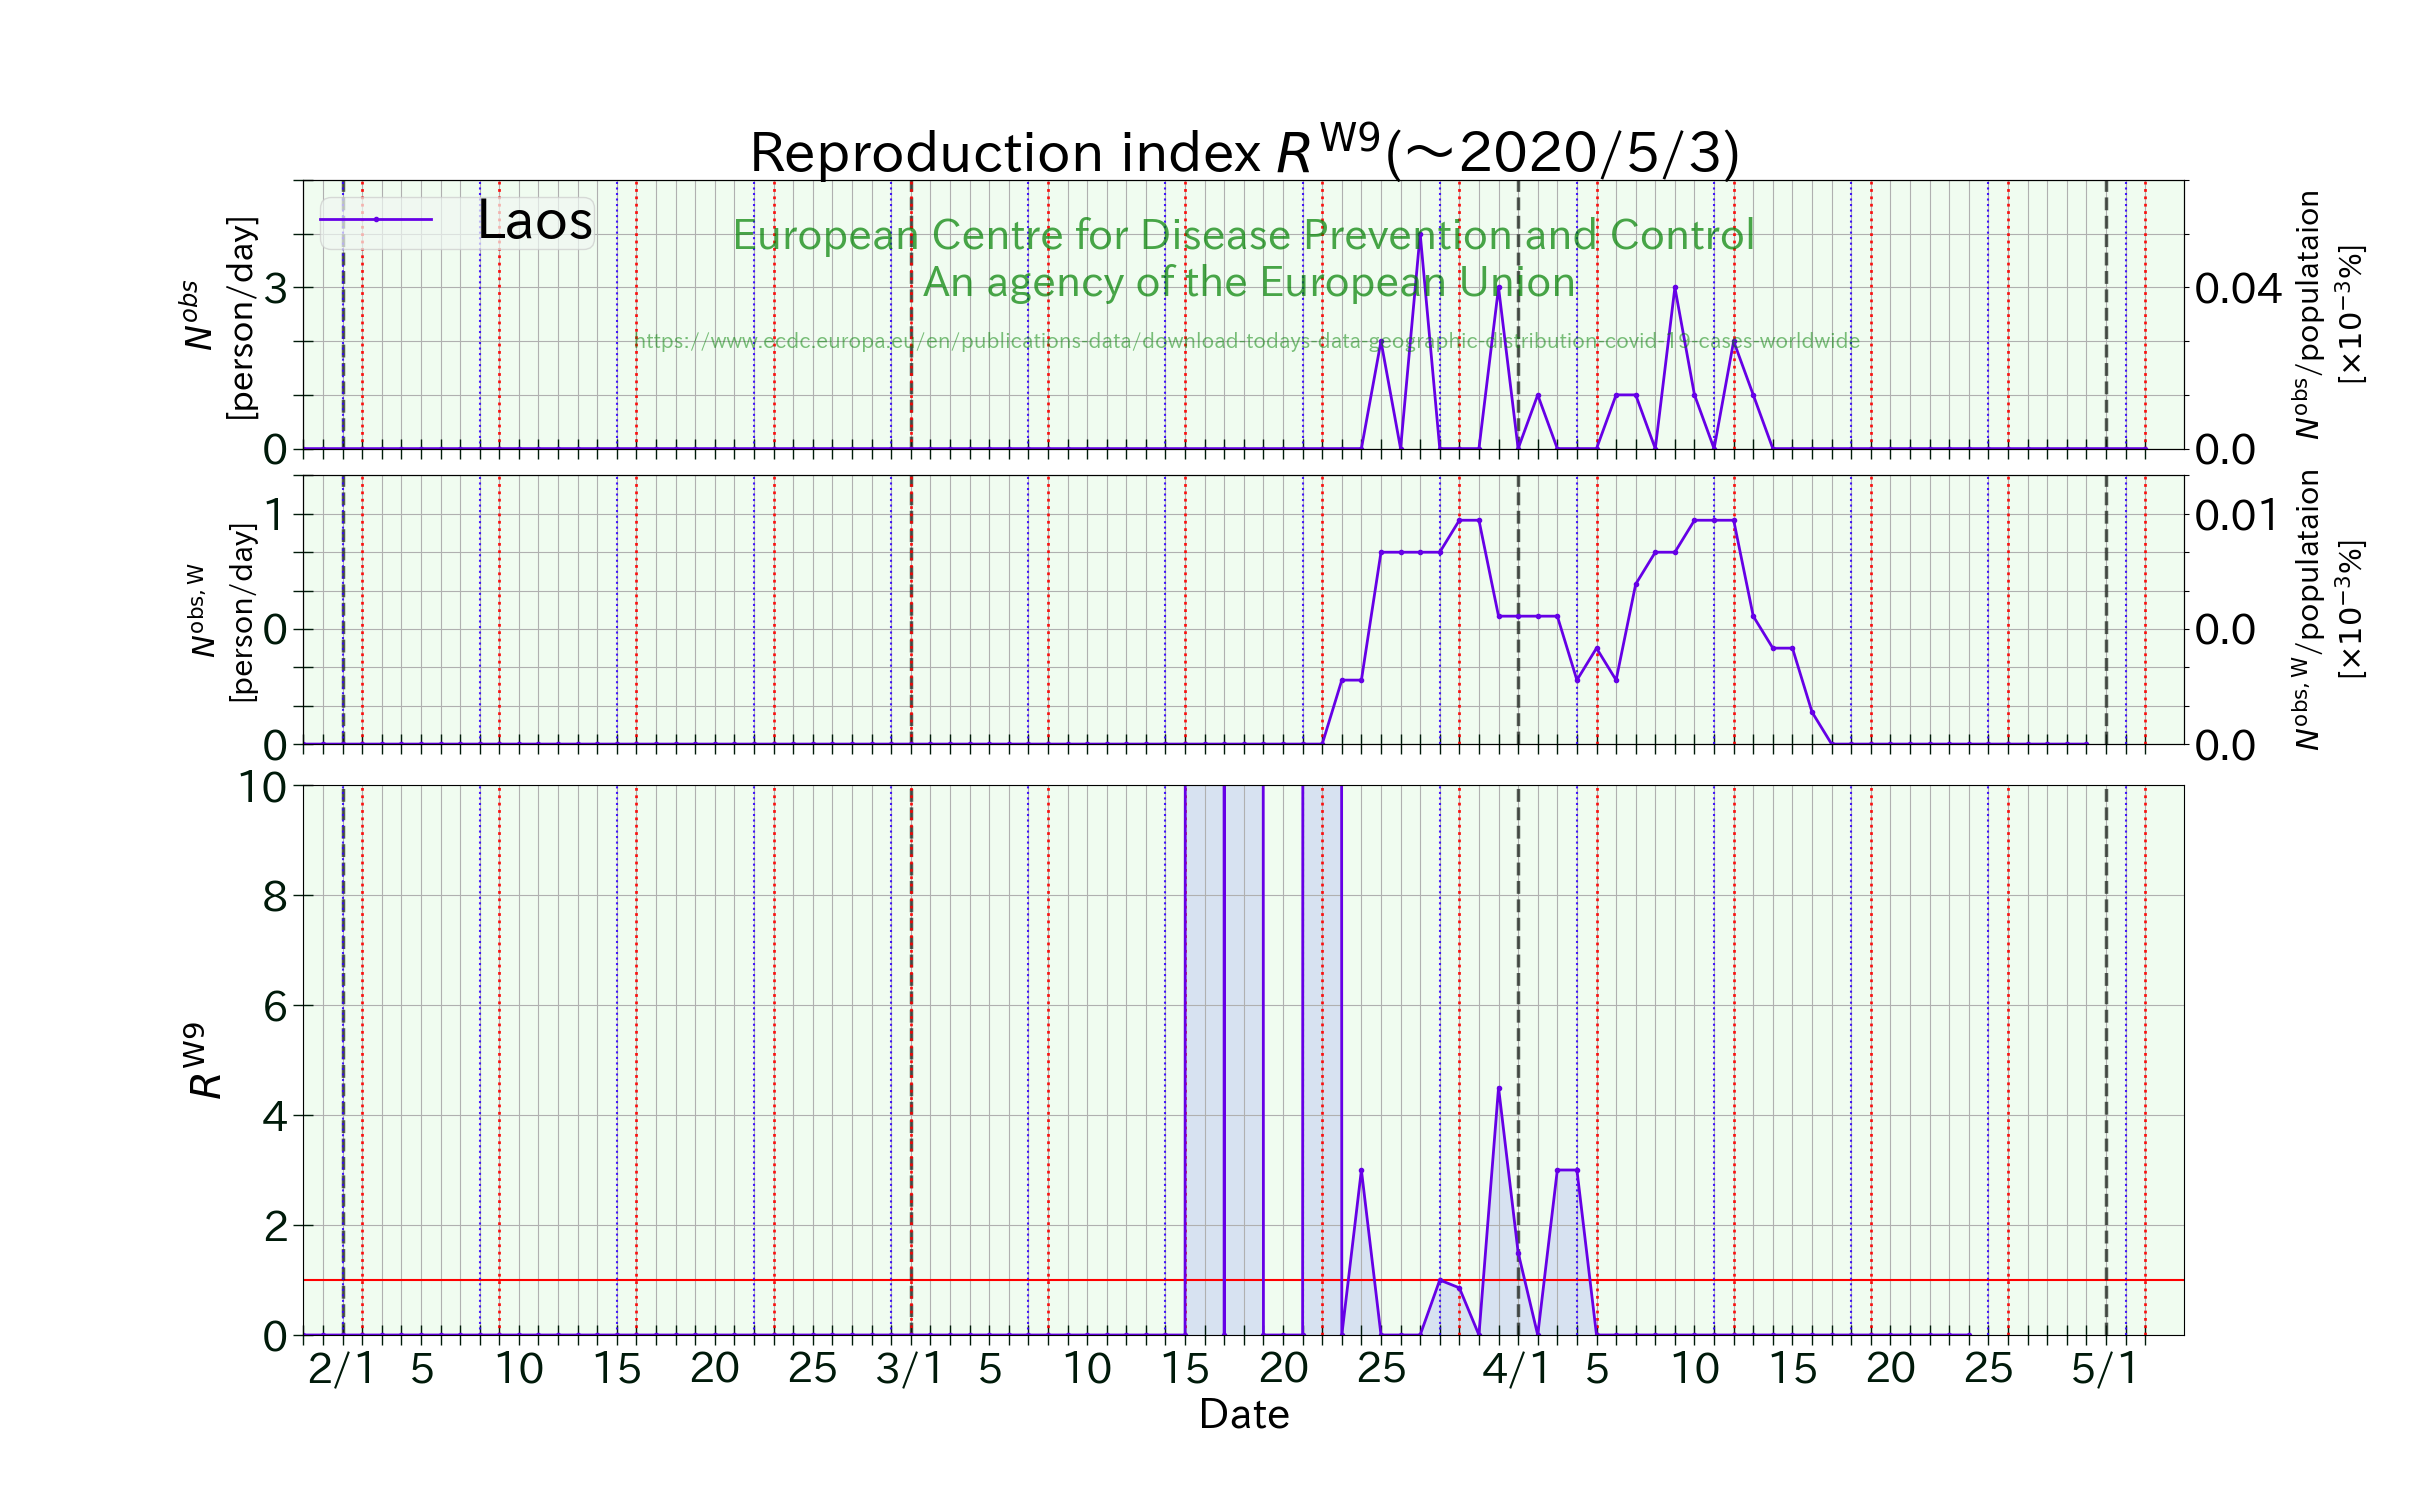 Reproduction index R^W9(～2020/5/3)
Laos
European Centre for Disease Prevention and Control
An agency of the European Union
https://www.ecdc.europa.eu/en/publications-data/download-todays-data-geographic-distribution-covid-19-cases-worldwide
N^obs
[person/day]
3
0
0.04
0.0
N^obs/populataion
[×10^−3%]
N^obs, W
[person/day]
1
0
0
0.01
0.0
0.0
N^obs, W/populataion
[×10^−3%]
R^W9
10
8
6
4
2
0
2/1 5 10 15 20 25 3/1 5 10 15 20 25 4/1 5 10 15 20 25 5/1
Date